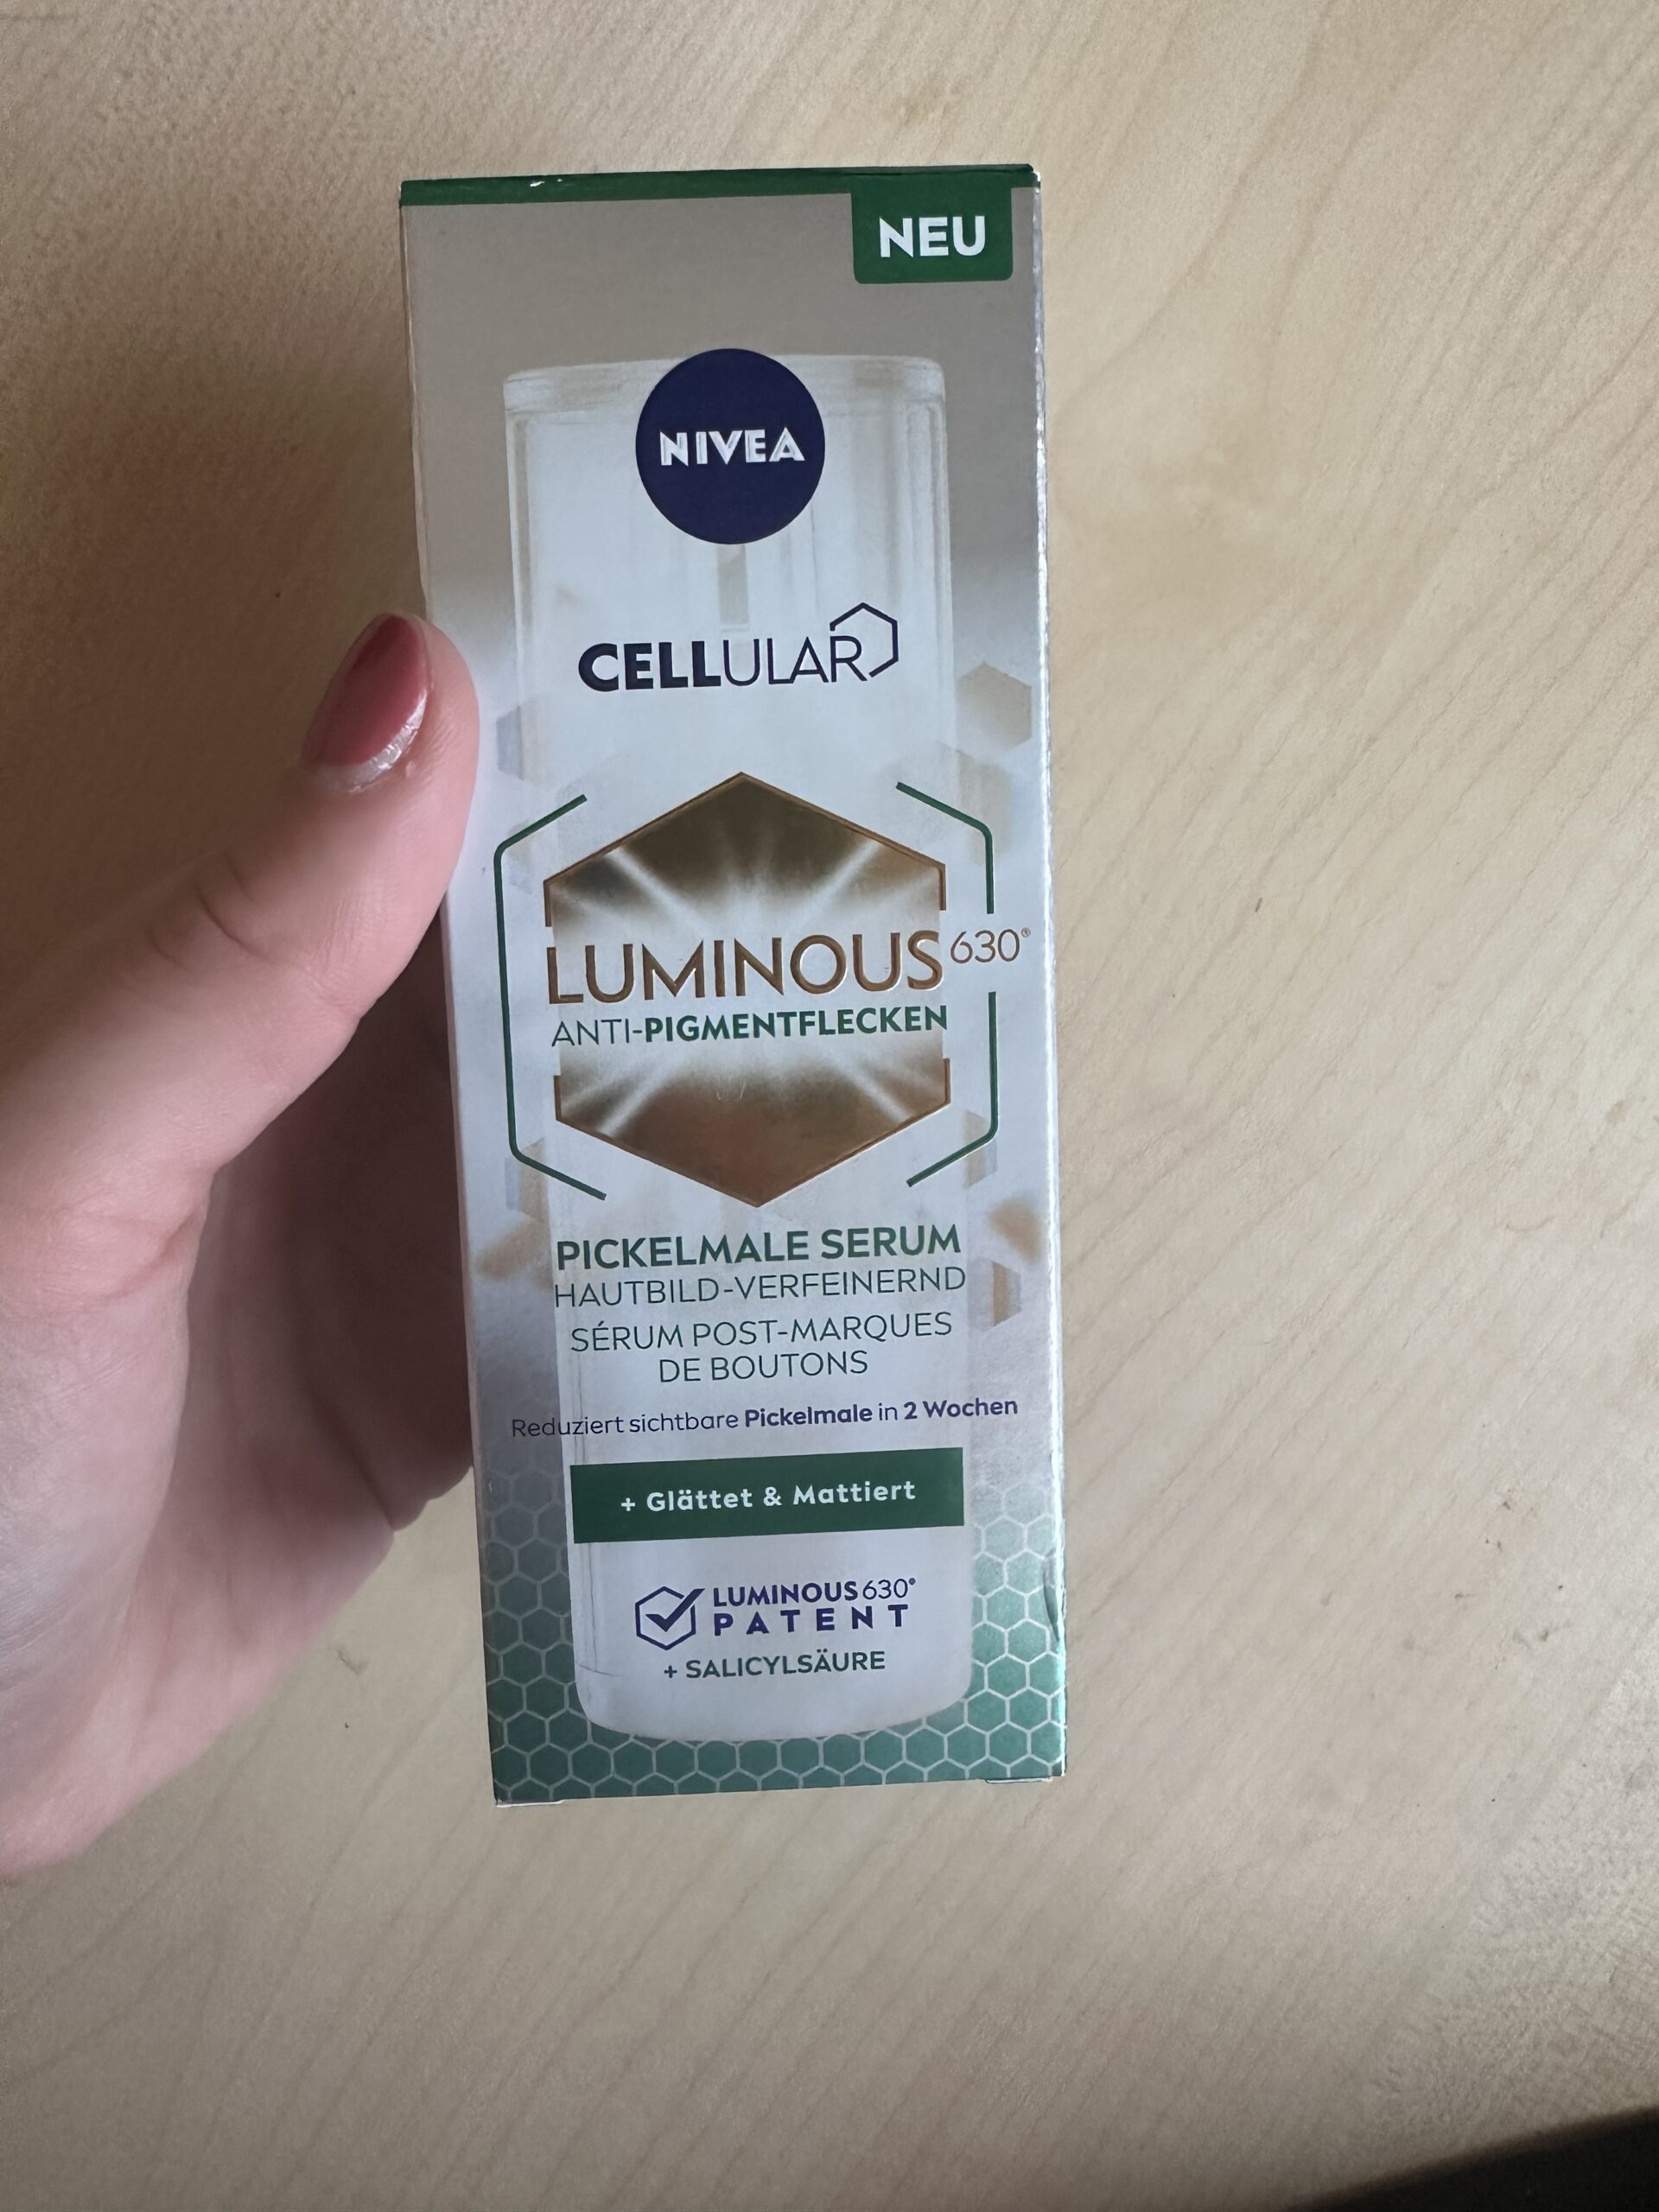 NEU
NIVEA
CELLULAR
LUMINOUS630®
ANTI-PIGMENTFLECKEN
PICKELMALE SERUM
HAUTBILD-VERFEINERND
SÉRUM POST-MARQUES
DE BOUTONS
Reduziert sichtbare Pickelmale in 2 Wochen
+ Glättet & Mattiert
LUMINOUS630®
PATENT
+ SALICYLSÄURE